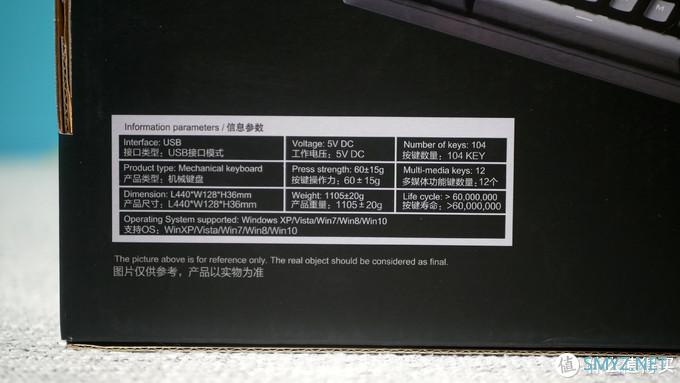 Information parameters / 信息参数
Interface: USB
接口类型：USB接口模式
Voltage: 5V DC
工作电压：5V DC
Number of keys: 104
按键数量：104 KEY
Product type: Mechanical keyboard
产品类型：机械键盘
Press strength: 60±15g
按键操作力：60±15g
Multi-media keys: 12
多媒体功能键数量：12个
Dimension: L440*W128*H36mm
产品尺寸：L440*W128*H36mm
Weight: 1105±20g
产品重量：1105±20g
Life cycle: > 60,000,000
按键寿命：>60,000,000
Operating System supported: Windows XP/Vista/Win7/Win8/Win10
支持OS：WinXP/Vista/Win7/Win8/Win10
The picture above is for reference only. The real object should be considered as final.
图片仅供参考，产品以实物为准
M
SMYZ.NET